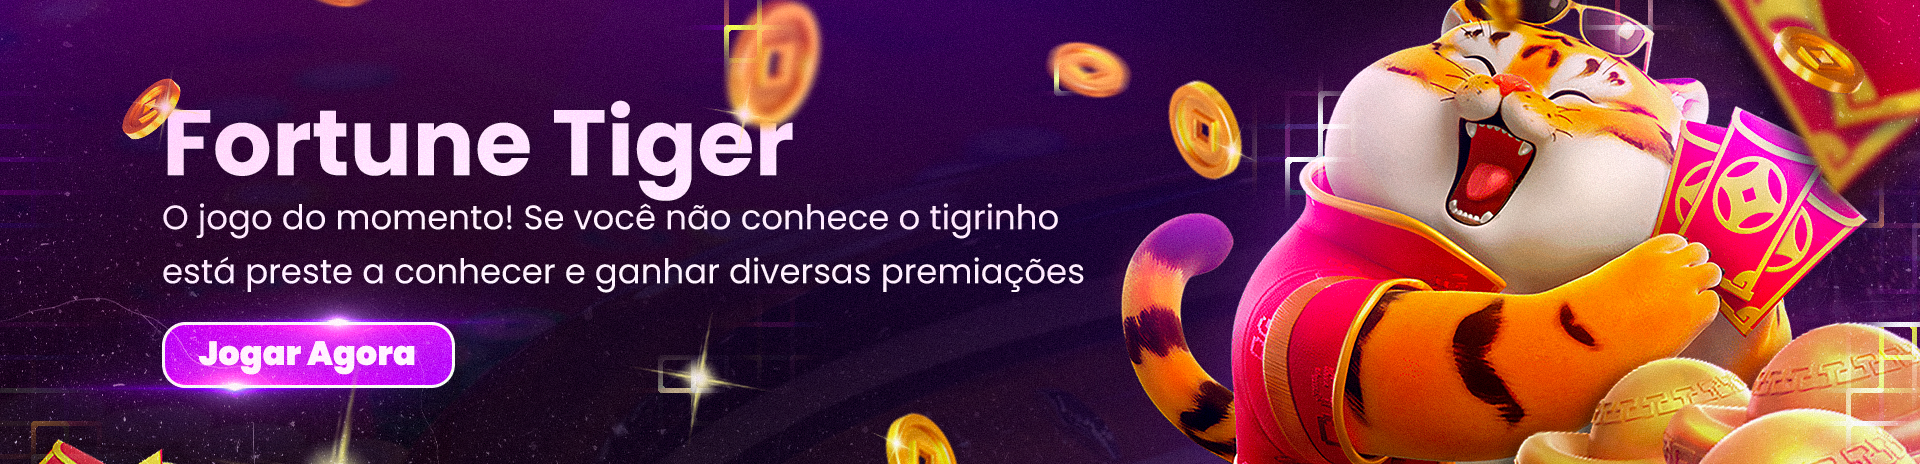 Fortune Tiger
O jogo do momento! Se você não conhece o tigrinho
está preste a conhecer e ganhar diversas premiações
Jogar Agora